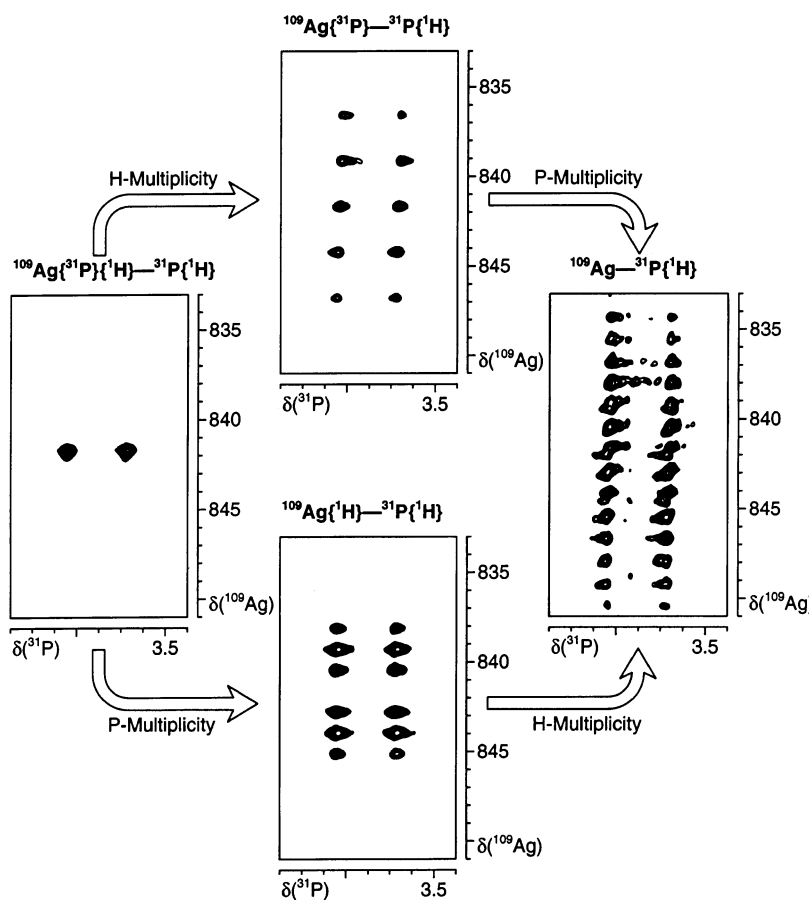 ¹⁰⁹Ag{³¹P}—³¹P{¹H}
835
840
845
δ(¹⁰⁹Ag)
δ(³¹P)
3.5
H-Multiplicity
P-Multiplicity
¹⁰⁹Ag{³¹P}{¹H}—³¹P{¹H}
835
840
845
δ(¹⁰⁹Ag)
δ(³¹P)
3.5
¹⁰⁹Ag—³¹P{¹H}
835
840
845
δ(¹⁰⁹Ag)
δ(³¹P)
3.5
¹⁰⁹Ag{¹H}—³¹P{¹H}
835
840
845
δ(¹⁰⁹Ag)
δ(³¹P)
3.5
P-Multiplicity
H-Multiplicity